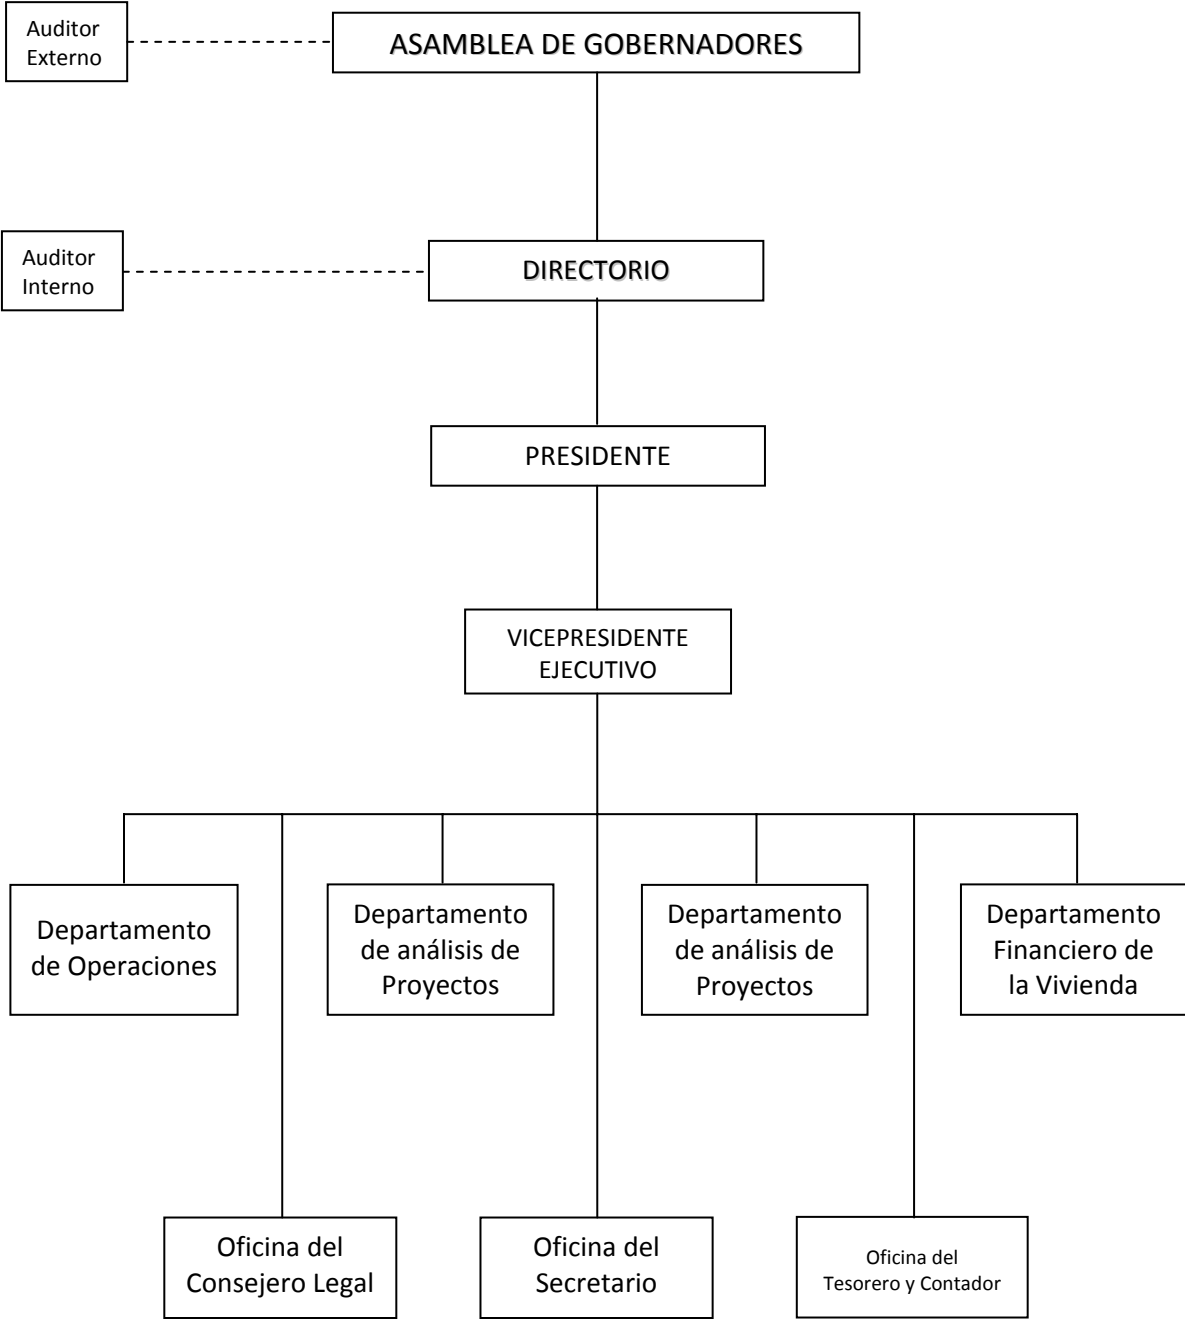 Auditor
Externo
ASAMBLEA DE GOBERNADORES
Auditor
Interno
DIRECTORIO
PRESIDENTE
VICEPRESIDENTE
EJECUTIVO
Departamento
de Operaciones
Departamento
de análisis de
Proyectos
Departamento
de análisis de
Proyectos
Departamento
Financiero de
la Vivienda
Oficina del
Consejero Legal
Oficina del
Secretario
Oficina del
Tesorero y Contador